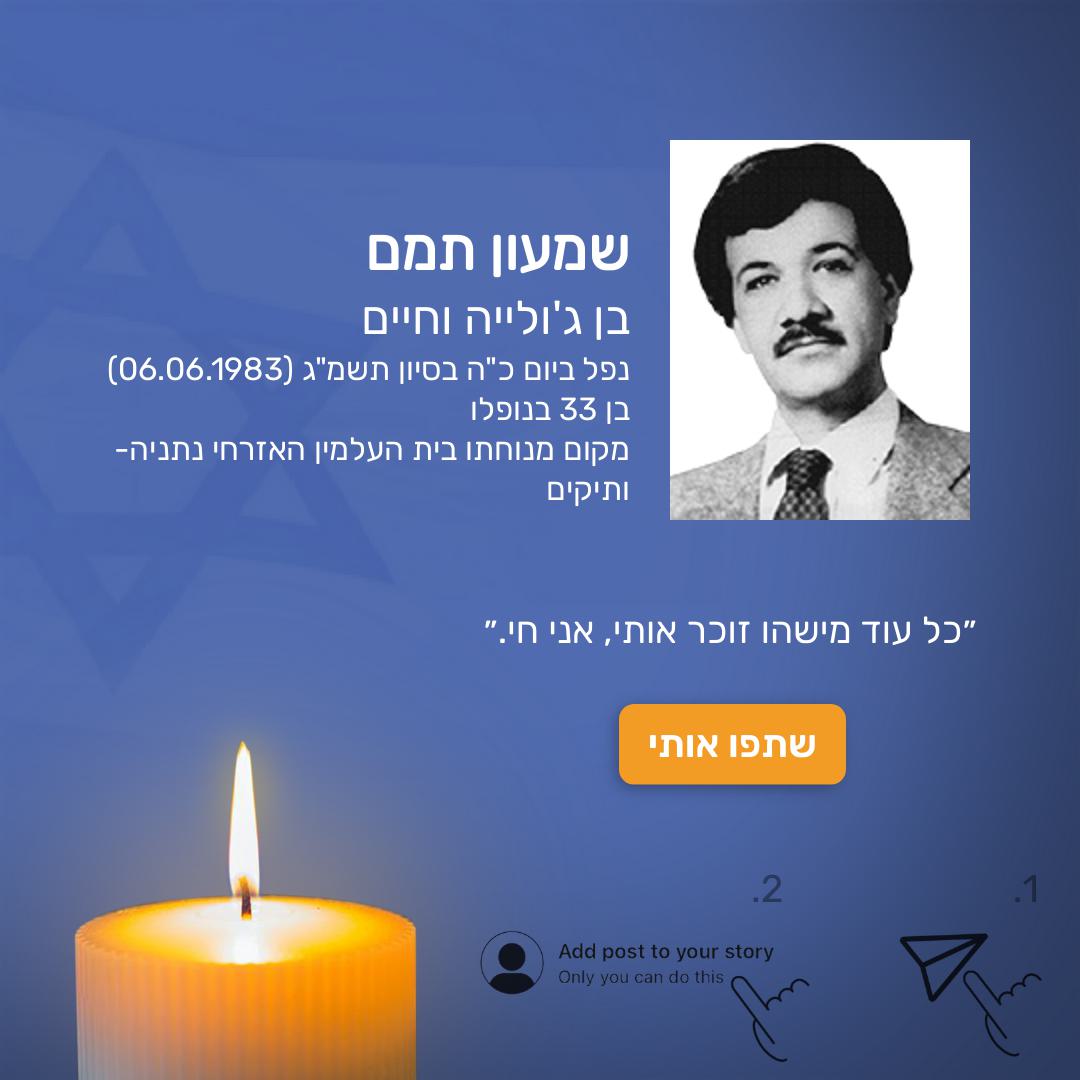 שמעון תמם
בן ג'ולייה וחיים
נפל ביום כ"ה בסיון תשמ"ג (06.06.1983)
בן 33 בנופלו
מקום מנוחתו בית העלמין האזרחי נתניה-
ותיקים
״כל עוד מישהו זוכר אותי, אני חי.״
שתפו אותי
1.
2.
Add post to your story
Only you can do this